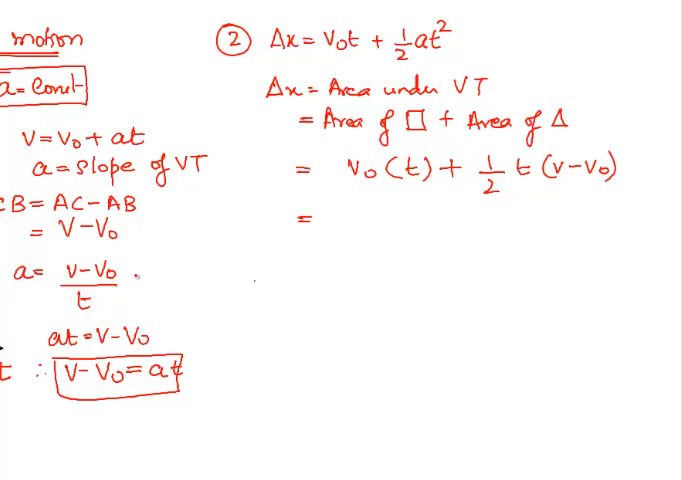 motion
a = Const
V = V₀ + at
a = slope of VT
CB = AC - AB
= V - V₀
a = V - V₀ / t
at = V - V₀
t ∴ V - V₀ = at
② Δx = V₀t + ½at²
Δx = Area under VT
= Area of □ + Area of Δ
= V₀(t) + ½ t (V - V₀)
=